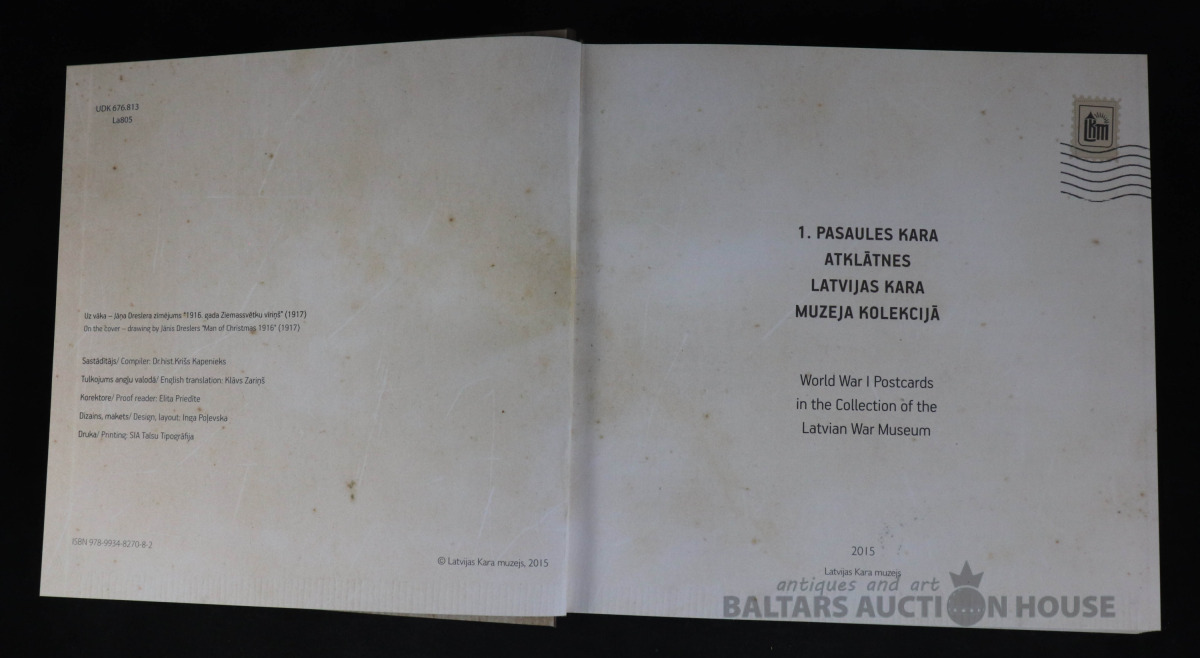 UDK 676.813
La805
Uz vāka – Jāņa Dreslera zīmējums "1916. gada Ziemassvētku vīriņš" (1917)
On the cover – drawing by Jānis Dreslers "Man of Christmas 1916" (1917)
Sastādītājs/ Compiler: Dr.hist.Krišs Kapenieks
Tulkojums angļu valodā/ English translation: Klāvs Zariņš
Korektore/ Proof reader: Elita Priedīte
Dizains, makets/ Design, layout: Inga Poļevska
Druka/ Printing: SIA Talsu Tipogrāfija
ISBN 978-9934-8270-8-2
© Latvijas Kara muzejs, 2015
LKM
1. PASAULES KARA
ATKLĀTNES
LATVIJAS KARA
MUZEJA KOLEKCIJĀ
World War I Postcards
in the Collection of the
Latvian War Museum
2015
Latvijas Kara muzejs
antiques and art
BALTARS AUCTION HOUSE